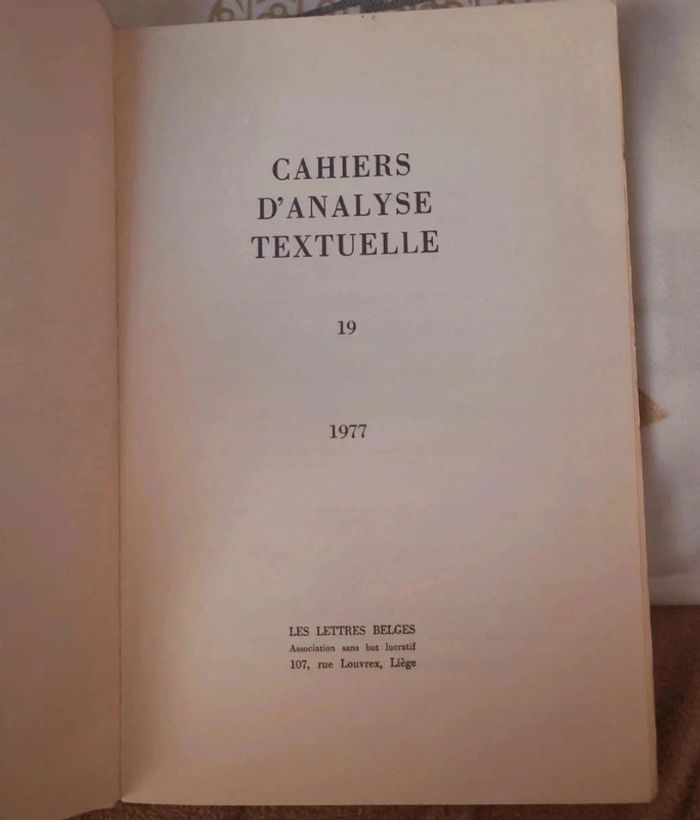 CAHIERS
D'ANALYSE
TEXTUELLE
19
1977
LES LETTRES BELGES
Association sans but lucratif
107, rue Louvrex, Liège